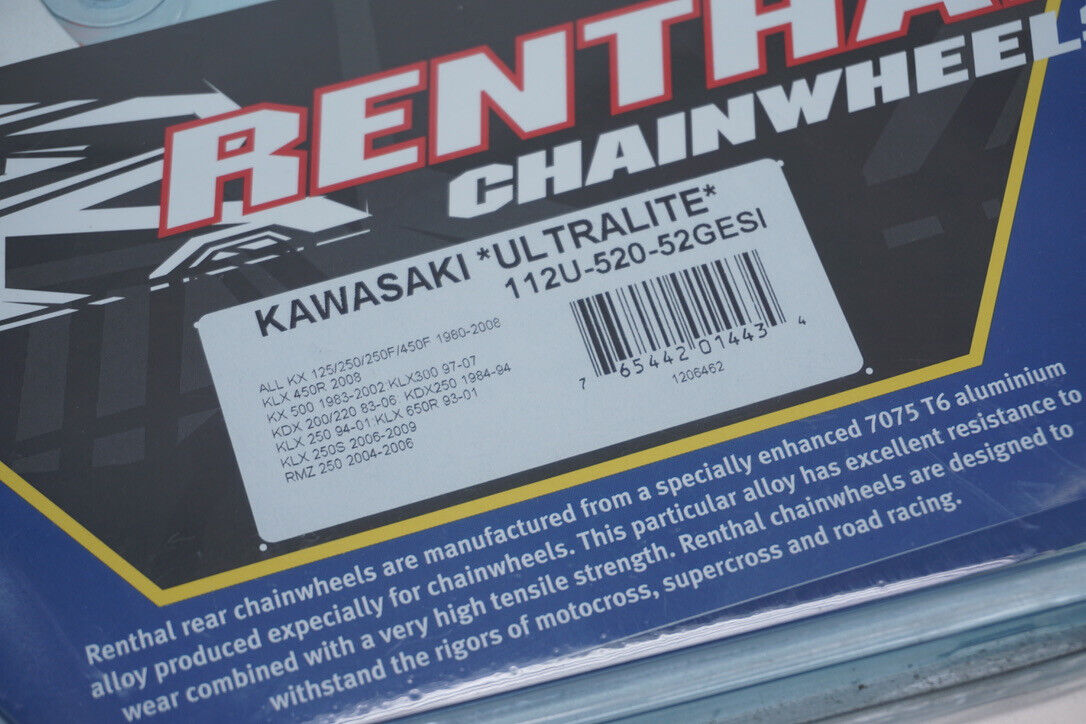 RENTHA
CHAINWHEELS
KAWASAKI *ULTRALITE*
112U-520-52GESI
ALL KX 125/250/250F/450F 1980-2008
KLX 450R 2008
KX 500 1983-2002: KLX300 97-07
KDX 200/220 83-06: KDX250 1984-94
KLX 250 94-01:KLX 650R 93-01
KLX 250S 2006-2009
RMZ 250 2004-2006
7 65442 01443 4
1206462
Renthal rear chainwheels are manufactured from a specially enhanced 7075 T6 aluminium
alloy produced expecially for chainwheels. This particular alloy has excellent resistance to
wear combined with a very high tensile strength. Renthal chainwheels are designed to
withstand the rigors of motocross, supercross and road racing.